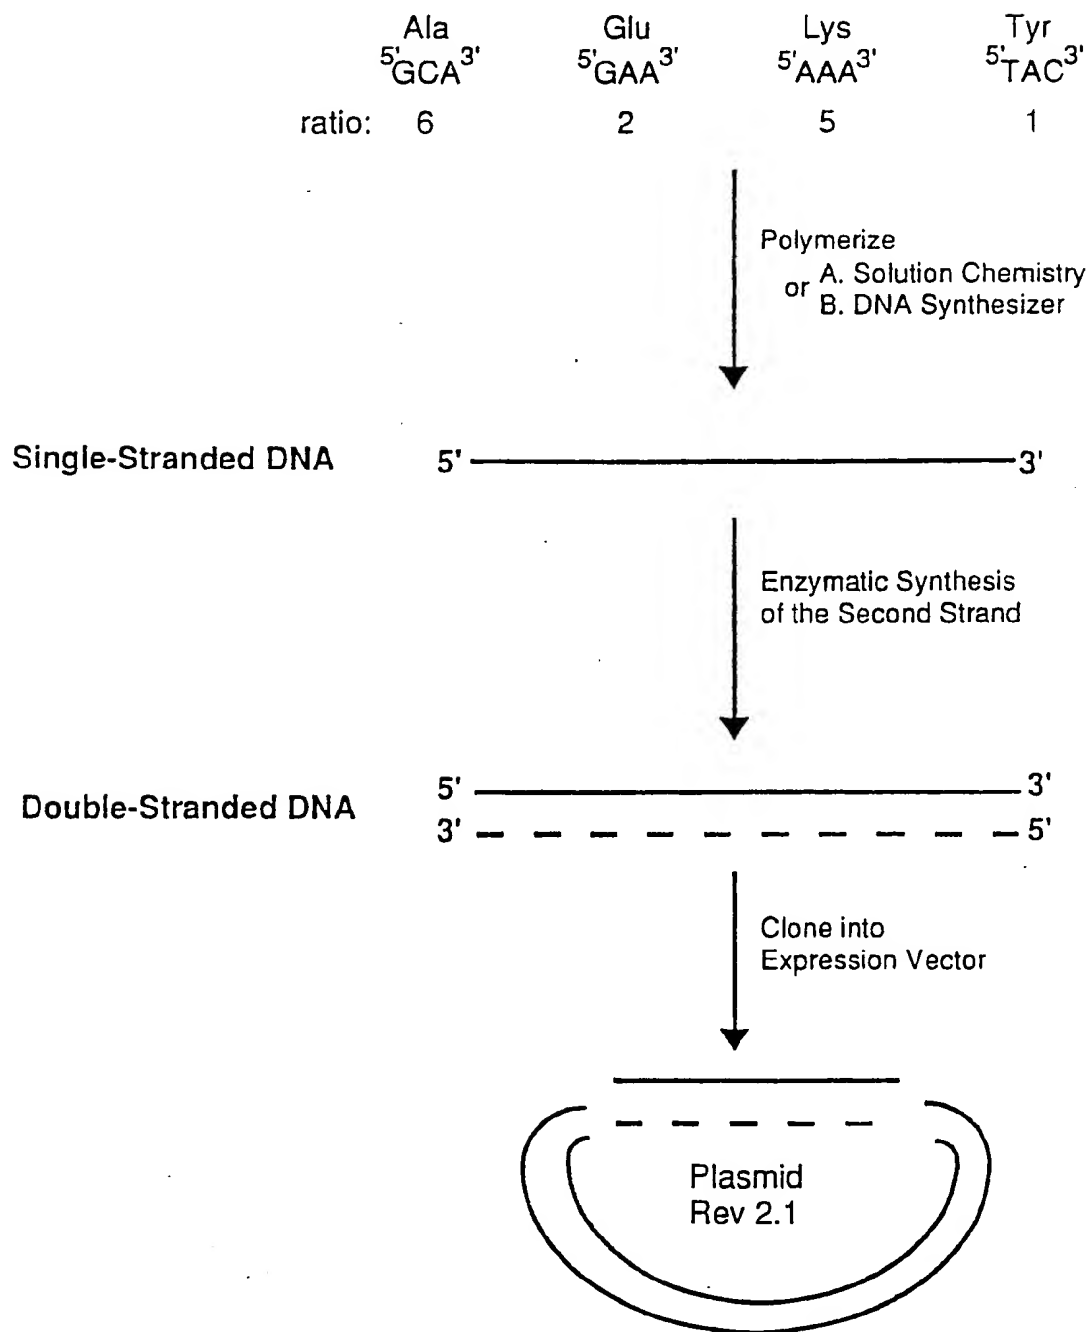 Ala Glu Lys Tyr
5'GCA3' 5'GAA3' 5'AAA3' 5'TAC3'
ratio: 6 2 5 1
Polymerize
or A. Solution Chemistry
B. DNA Synthesizer
Single-Stranded DNA 5' 3'
Enzymatic Synthesis
of the Second Strand
5' 3'
Double-Stranded DNA
3' 5'
Clone into
Expression Vector
Plasmid
Rev 2.1